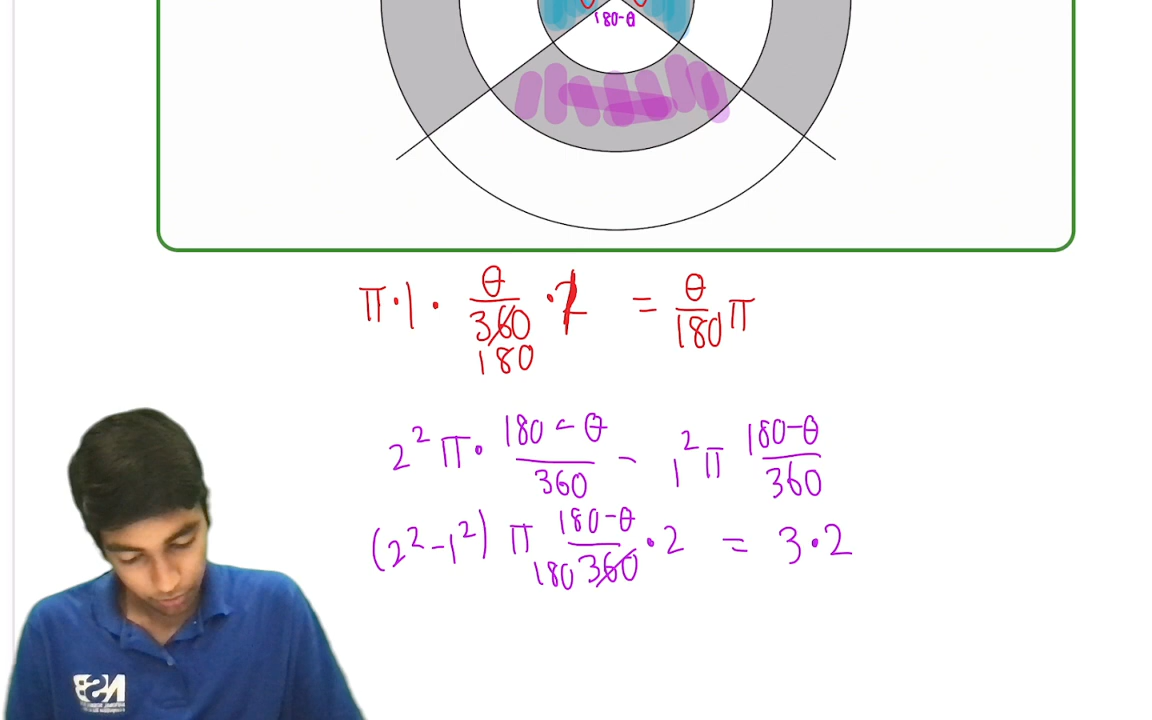 180-θ
π·1· θ/360 ·2 = θ/180 π
180
2² π· 180-θ/360 - 1² π 180-θ/360
(2²-1²) π 180-θ/360 ·2 = 3·2
180
NSB